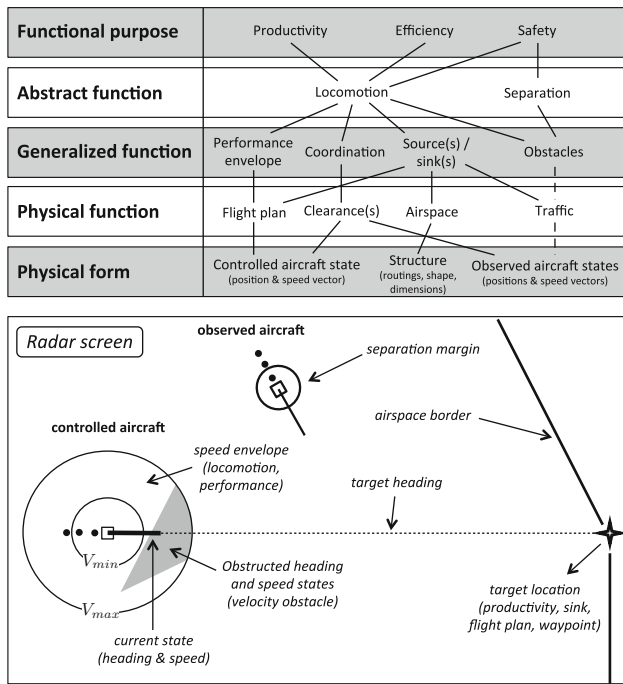 Functional purpose
Productivity
Efficiency
Safety
Abstract function
Locomotion
Separation
Generalized function
Performance
envelope
Coordination
Source(s) /
sink(s)
Obstacles
Physical function
Flight plan
Clearance(s)
Airspace
Traffic
Physical form
Controlled aircraft state
(position & speed vector)
Structure
(routings, shape,
dimensions)
Observed aircraft states
(positions & speed vectors)
Radar screen
observed aircraft
separation margin
airspace border
controlled aircraft
speed envelope
(locomotion,
performance)
target heading
Vmin
Vmax
Obstructed heading
and speed states
(velocity obstacle)
current state
(heading & speed)
target location
(productivity, sink,
flight plan, waypoint)